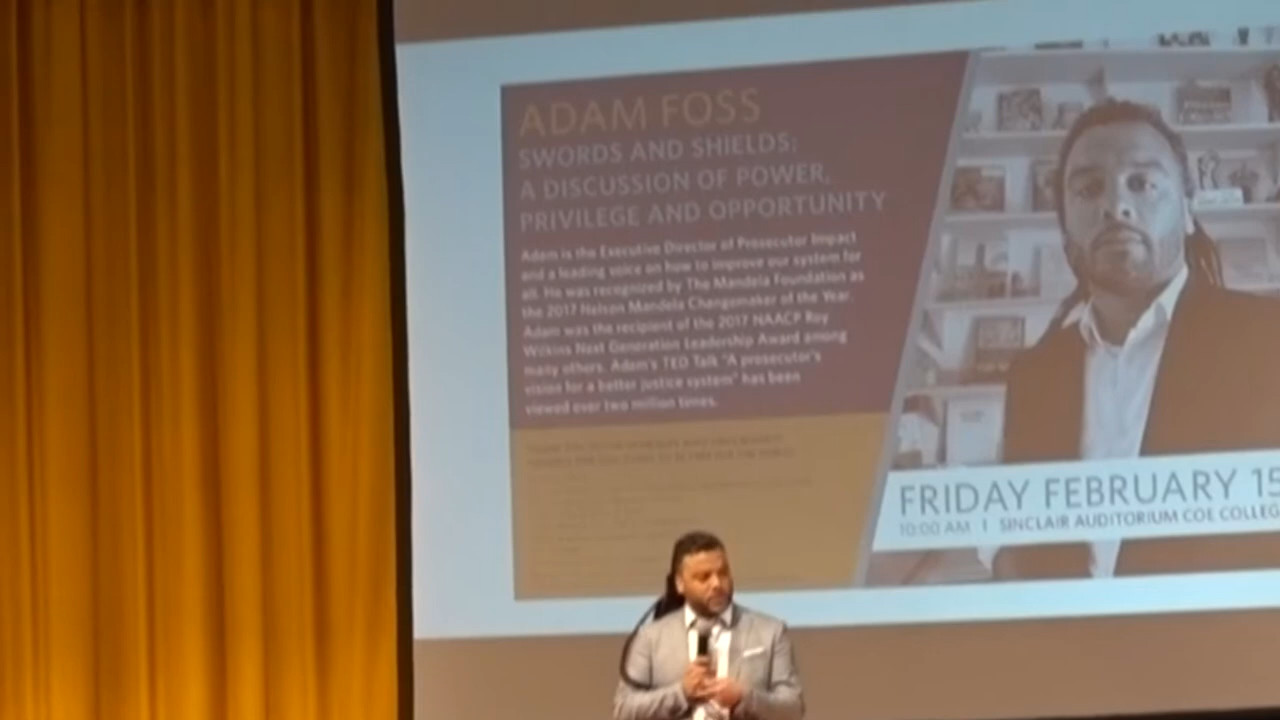 ADAM FOSS
SWORDS AND SHIELDS:
A DISCUSSION OF POWER,
PRIVILEGE AND OPPORTUNITY
Adam is the Executive Director of Prosecutor Impact
and a leading voice on how to improve our system for
all. He was recognized by The Mandela Foundation as
the 2017 Nelson Mandela Changemaker of the Year.
Adam was the recipient of the 2017 NAACP Roy
Wilkins Next Generation Leadership Award among
many others. Adam's TED Talk "A prosecutor's
vision for a better justice system" has been
viewed over two million times.
FRIDAY FEBRUARY 15
10:00 AM | SINCLAIR AUDITORIUM COE COLLEG